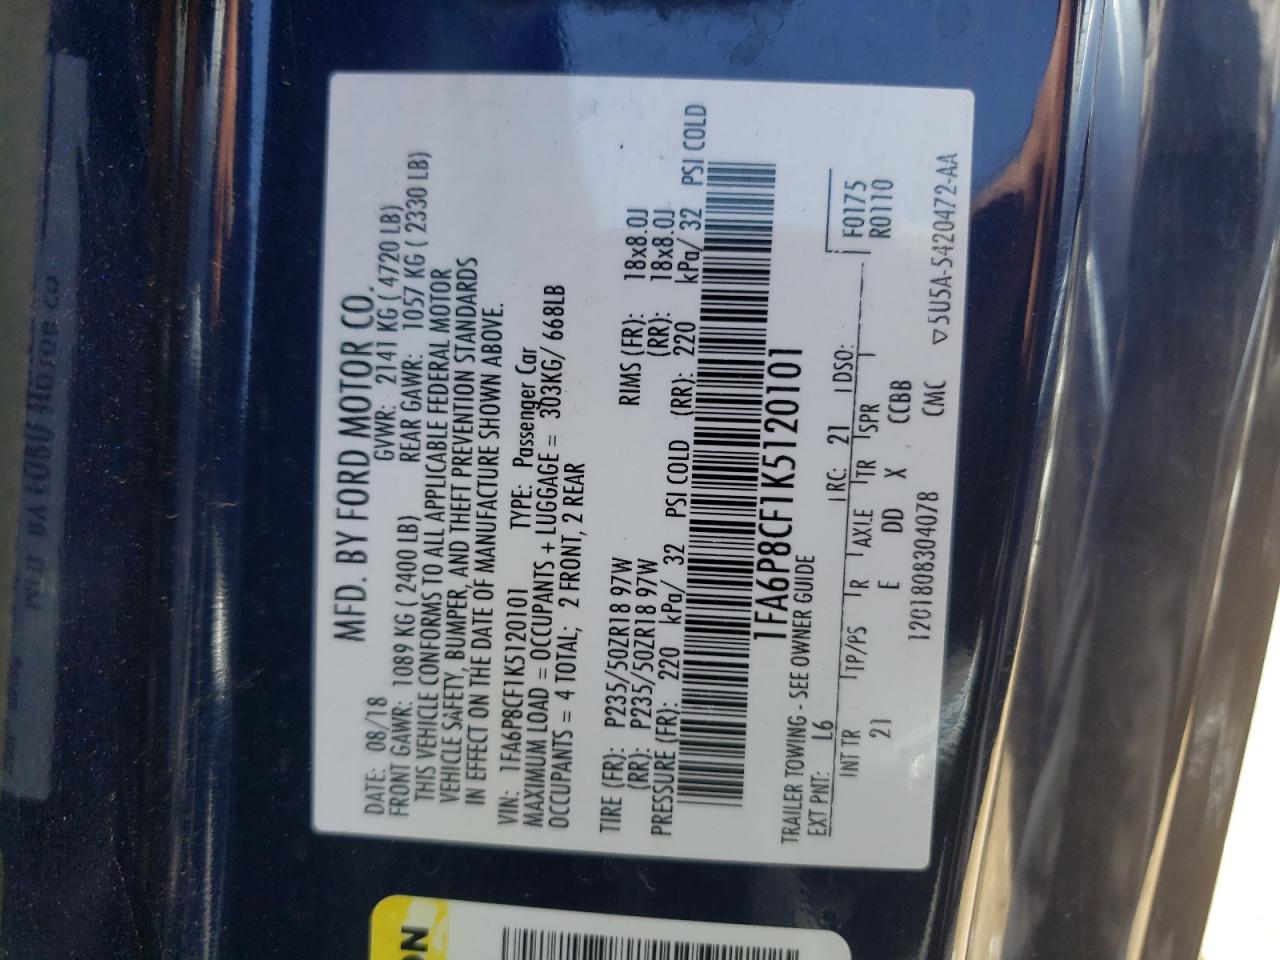 MFD. BY FORD MOTOR CO.
DATE: 08/18 GVWR: 2141 KG ( 4720 LB)
FRONT GAWR: 1089 KG ( 2400 LB) REAR GAWR: 1057 KG ( 2330 LB)
THIS VEHICLE CONFORMS TO ALL APPLICABLE FEDERAL MOTOR
VEHICLE SAFETY, BUMPER, AND THEFT PREVENTION STANDARDS
IN EFFECT ON THE DATE OF MANUFACTURE SHOWN ABOVE.
VIN: 1FA6P8CF1K5120101 TYPE: Passenger Car
MAXIMUM LOAD = OCCUPANTS + LUGGAGE = 303KG/ 668LB
OCCUPANTS = 4 TOTAL; 2 FRONT, 2 REAR
TIRE (FR): P235/50ZR18 97W RIMS (FR): 18x8.0J
(RR): P235/50ZR18 97W (RR): 18x8.0J
PRESSURE (FR): 220 kPa/ 32 PSI COLD (RR): 220 kPa/ 32 PSI COLD
1FA6P8CF1K5120101
TRAILER TOWING - SEE OWNER GUIDE
EXT PNT: L6 RC: 21 DSO:
INT TR TP/PS R AXLE TR SPR F0175
21 E DD X CCBB R0110
1201808304078 CMC
▽5U5A-5420472-AA
ON